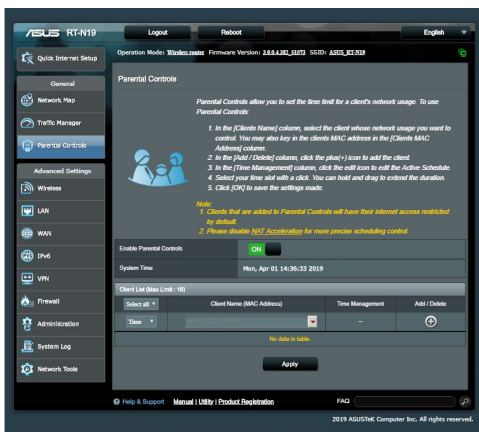 ASUS RT-N19
Logout
Reboot
English
Quick Internet Setup
Operation Mode: Wireless router Firmware Version: 3.0.0.4.382_51573 SSID: ASUS_RT-N19
General
Network Map
Traffic Manager
Parental Controls
Advanced Settings
Wireless
LAN
WAN
IPv6
VPN
Firewall
Administration
System Log
Network Tools
Parental Controls
Parental Controls allow you to set the time limit for a client's network usage. To use
Parental Controls:
1. In the [Clients Name] column, select the client whose network usage you want to
control. You may also key in the clients MAC address in the [Clients MAC
Address] column.
2. In the [Add / Delete] column, click the plus(+) icon to add the client.
3. In the [Time Management] column, click the edit icon to edit the Active Schedule.
4. Select your time slot with a click. You can hold and drag to extend the duration.
5. Click [OK] to save the settings made.
Note:
1. Clients that are added to Parental Controls will have their internet access restricted
by default.
2. Please disable NAT Acceleration for more precise scheduling control.
Enable Parental Controls
ON
System Time
Mon, Apr 01 14:36:33 2019
Client List (Max Limit : 16)
Select all
Client Name (MAC Address)
Time Management
Add / Delete
Time
--
No data in table.
Apply
Help & Support Manual | Utility | Product Registration FAQ
2019 ASUSTeK Computer Inc. All rights reserved.